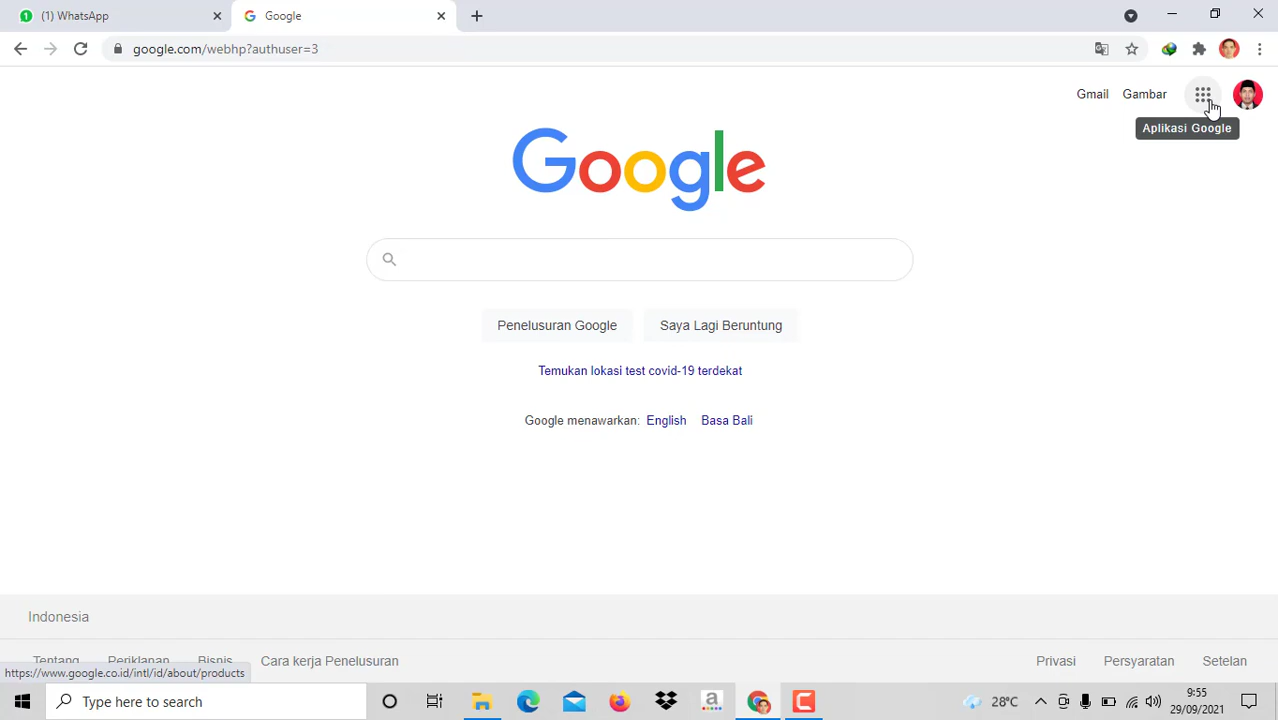 (1) WhatsApp
Google
google.com/webhp?authuser=3
Gmail Gambar
Aplikasi Google
Google
Penelusuran Google Saya Lagi Beruntung
Temukan lokasi test covid-19 terdekat
Google menawarkan: English Basa Bali
Indonesia
Tentang Periklanan Bisnis Cara kerja Penelusuran Privasi Persyaratan Setelan
https://www.google.co.id/intl/id/about/products
Type here to search
28°C
9:55
29/09/2021